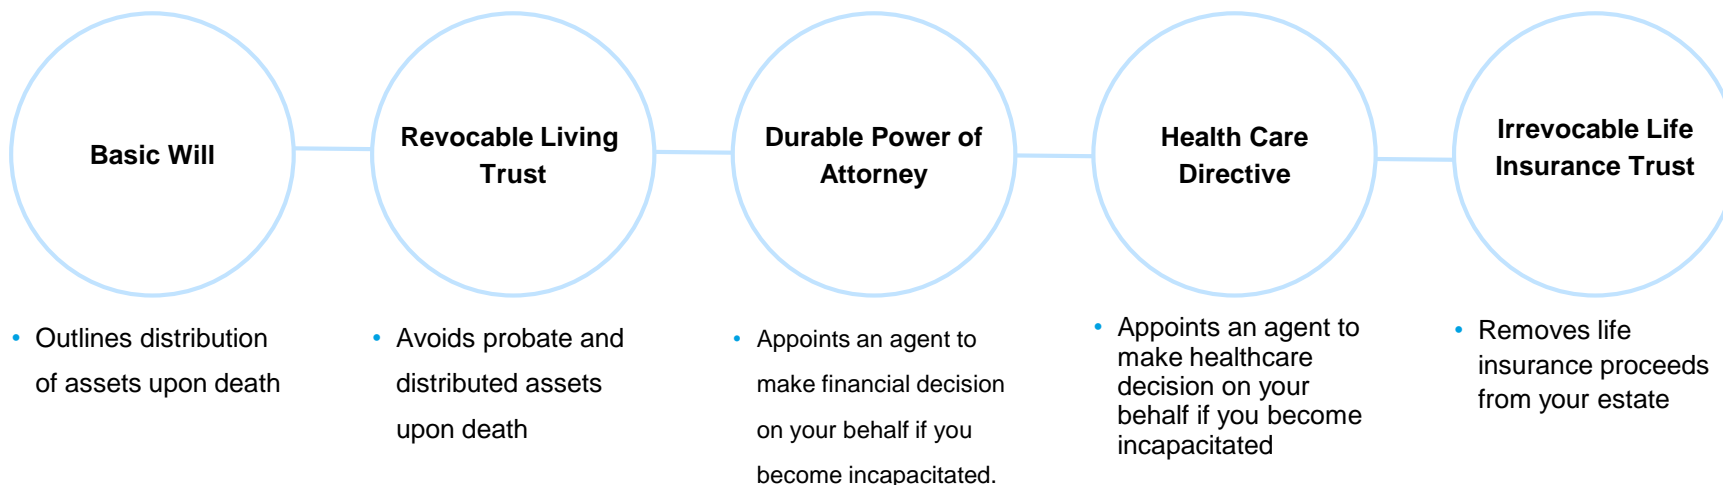 Basic Will
Revocable Living
Trust
Durable Power of
Attorney
Health Care
Directive
Irrevocable Life
Insurance Trust
• Outlines distribution
of assets upon death
• Avoids probate and
distributed assets
upon death
• Appoints an agent to
make financial decision
on your behalf if you
become incapacitated.
• Appoints an agent to
make healthcare
decision on your
behalf if you become
incapacitated
• Removes life
insurance proceeds
from your estate